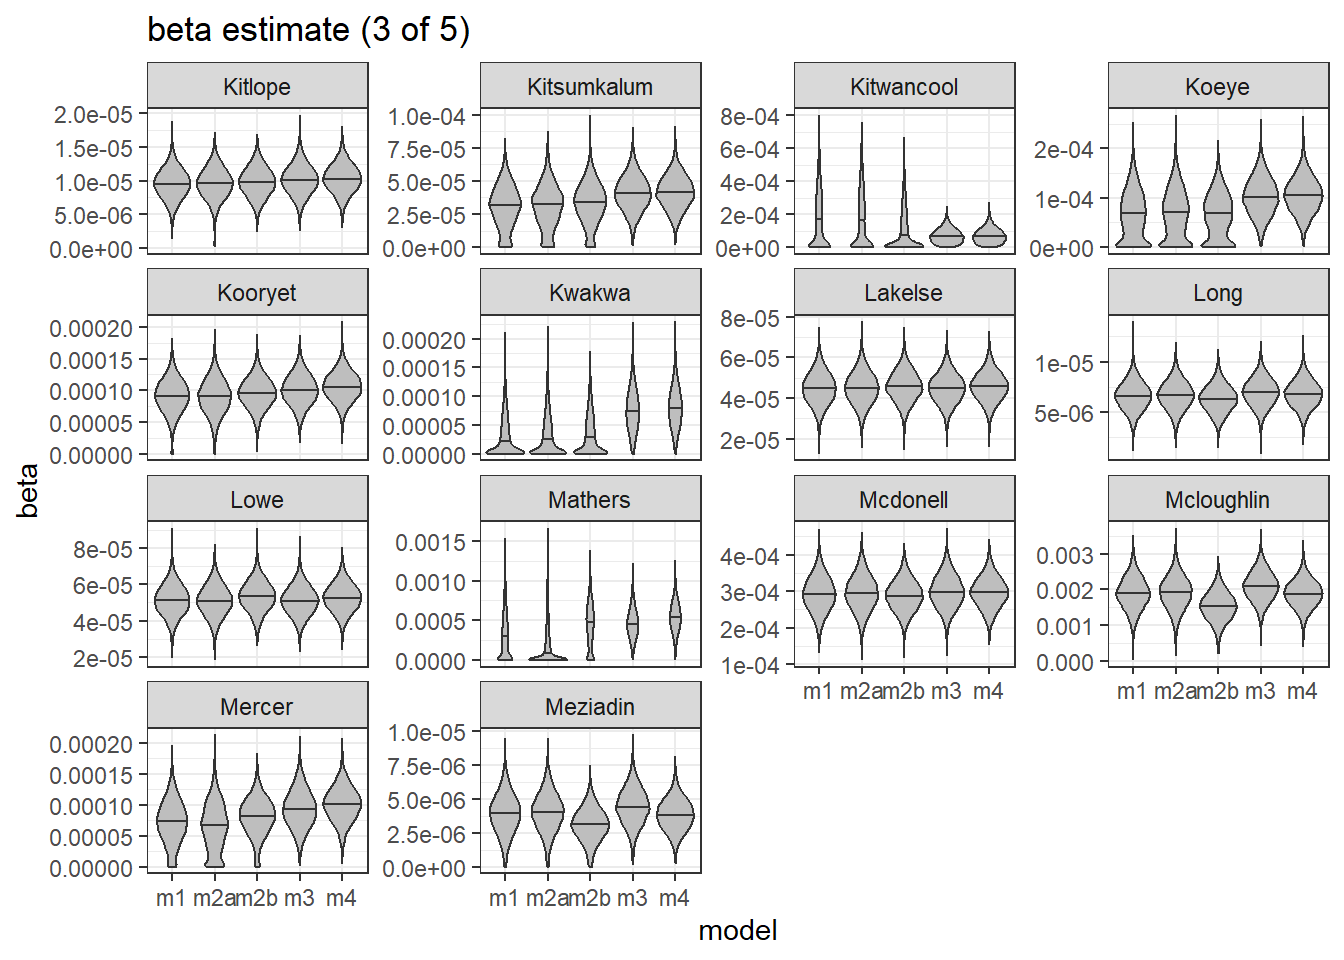 beta estimate (3 of 5)
Kitlope Kitsumkalum Kitwancool Koeye
2.0e-05 1.0e-04 8e-04
1.5e-05 7.5e-05 6e-04 2e-04
1.0e-05 5.0e-05 4e-04
5.0e-06 2.5e-05 2e-04 1e-04
0.0e+00 0.0e+00 0e+00 0e+00
Kooryet Kwakwa Lakelse Long
0.00020 0.00020 8e-05
0.00015 0.00015 6e-05 1e-05
0.00010 0.00010 4e-05
0.00005 0.00005 5e-06
0.00000 0.00000 2e-05
beta
Lowe Mathers Mcdonell Mcloughlin
8e-05 0.0015 4e-04 0.003
6e-05 0.0010 3e-04 0.002
4e-05 0.0005 2e-04 0.001
2e-05 0.0000 1e-04 0.000
m1 m2a m2b m3 m4 m1 m2a m2b m3 m4
Mercer Meziadin
0.00020 1.0e-05
0.00015 7.5e-06
0.00010 5.0e-06
0.00005 2.5e-06
0.00000 0.0e+00
m1 m2a m2b m3 m4 m1 m2a m2b m3 m4
model